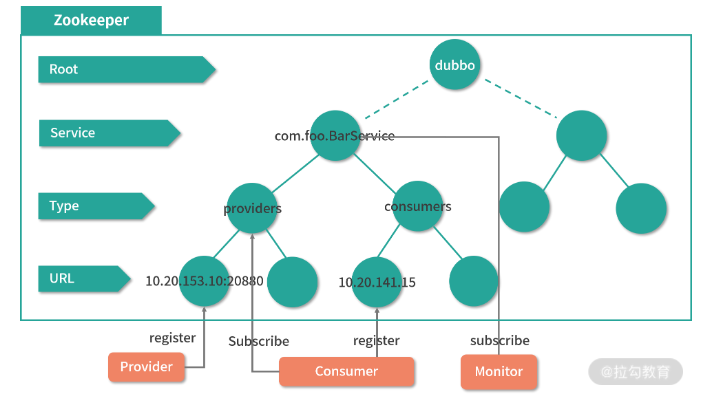 Zookeeper
Root
dubbo
Service
com.foo.BarService
Type
providers
consumers
URL
10.20.153.10:20880
10.20.141.15
register
Subscribe
register
subscribe
Provider
Consumer
Monitor
@拉勾教育